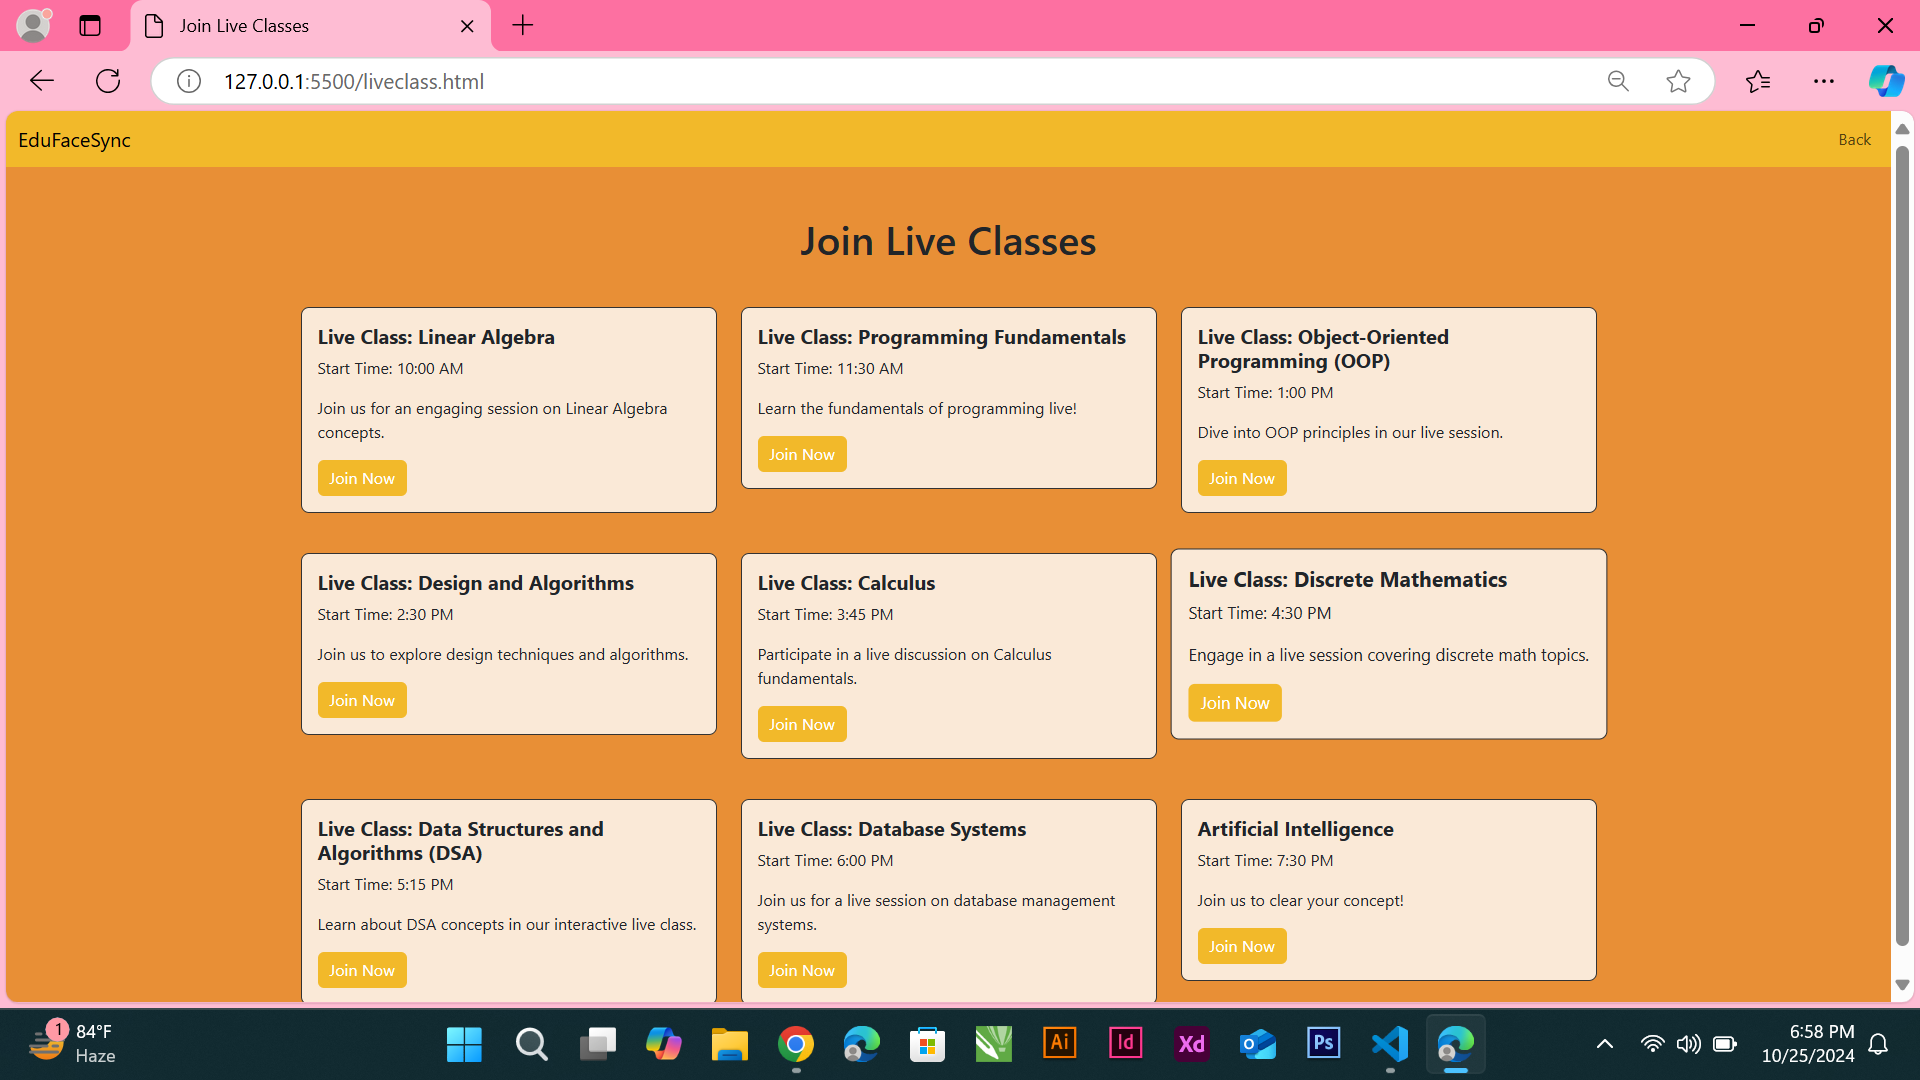 Join Live Classes
127.0.0.1:5500/liveclass.html
EduFaceSync
Back
Join Live Classes
Live Class: Linear Algebra
Start Time: 10:00 AM
Join us for an engaging session on Linear Algebra
concepts.
Join Now
Live Class: Programming Fundamentals
Start Time: 11:30 AM
Learn the fundamentals of programming live!
Join Now
Live Class: Object-Oriented
Programming (OOP)
Start Time: 1:00 PM
Dive into OOP principles in our live session.
Join Now
Live Class: Design and Algorithms
Start Time: 2:30 PM
Join us to explore design techniques and algorithms.
Join Now
Live Class: Calculus
Start Time: 3:45 PM
Participate in a live discussion on Calculus
fundamentals.
Join Now
Live Class: Discrete Mathematics
Start Time: 4:30 PM
Engage in a live session covering discrete math topics.
Join Now
Live Class: Data Structures and
Algorithms (DSA)
Start Time: 5:15 PM
Learn about DSA concepts in our interactive live class.
Join Now
Live Class: Database Systems
Start Time: 6:00 PM
Join us for a live session on database management
systems.
Join Now
Artificial Intelligence
Start Time: 7:30 PM
Join us to clear your concept!
Join Now
1
84°F
Haze
Ai
Id
Xd
Ps
6:58 PM
10/25/2024